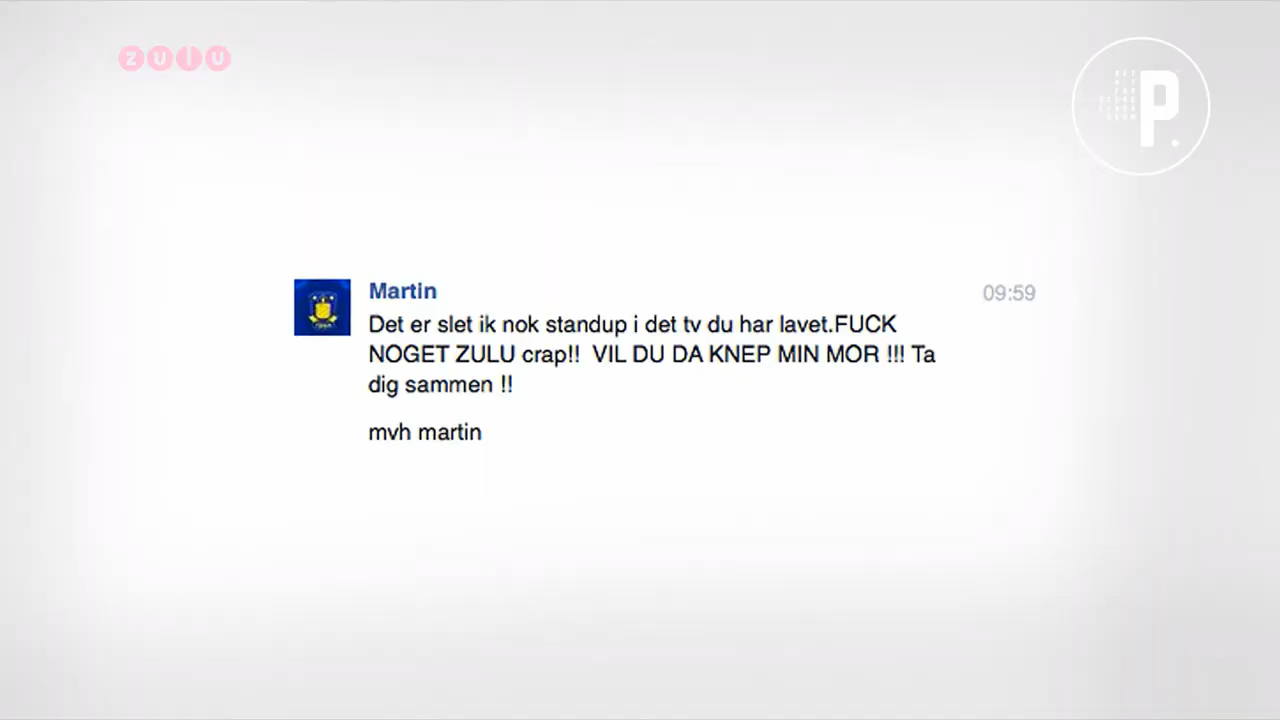 ZULU
P.
Martin
09:59
Det er slet ik nok standup i det tv du har lavet.FUCK
NOGET ZULU crap!!  VIL DU DA KNEP MIN MOR !!! Ta
dig sammen !!
mvh martin